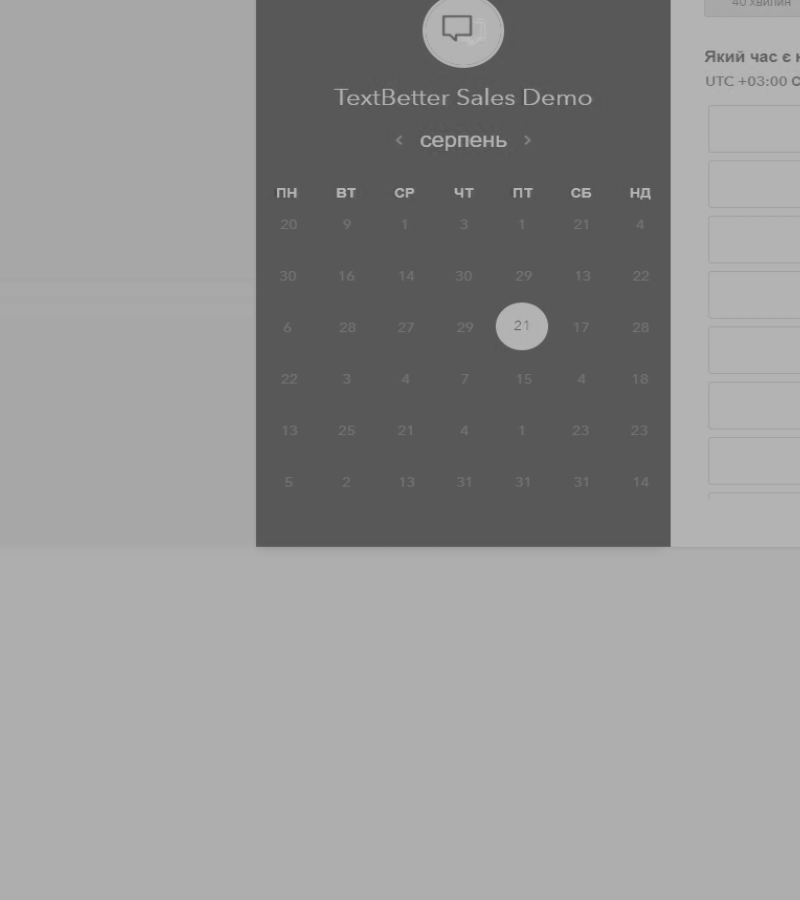 40 хвилин
TextBetter Sales Demo
Який час є
UTC +03:00
серпень
ПН ВТ СР ЧТ ПТ СБ НД
20 9 1 3 1 21 4
30 16 14 30 29 13 22
6 28 27 29 21 17 28
22 3 4 7 15 4 18
13 25 21 4 1 23 23
5 2 13 31 31 31 14